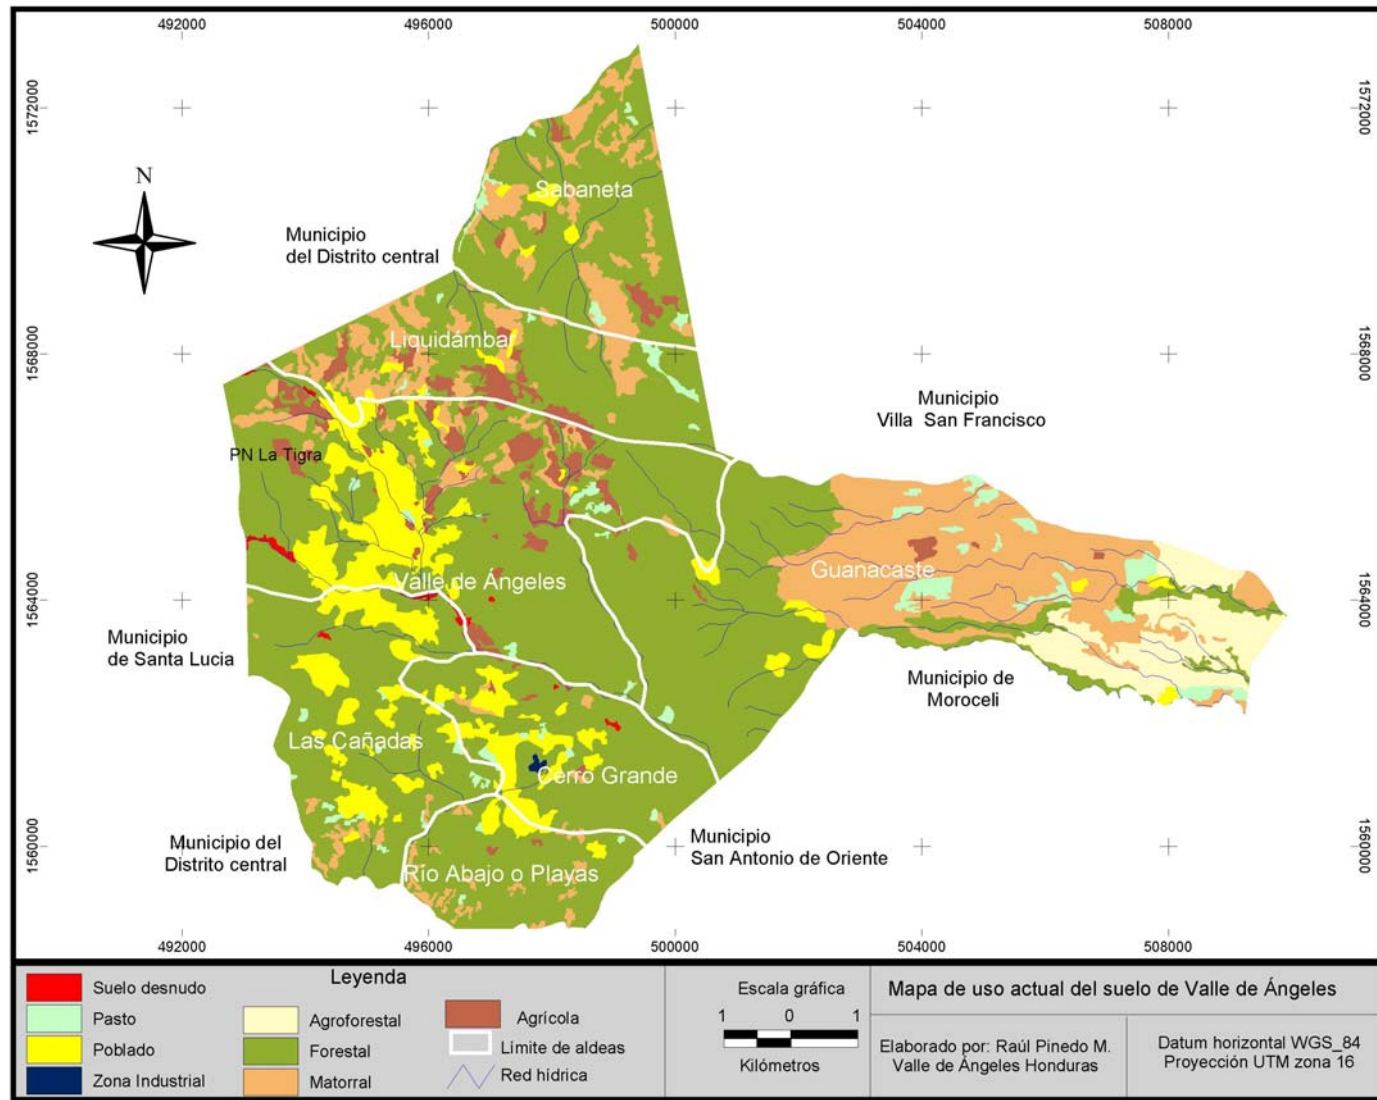 492000 496000 500000 504000 508000
1572000 1572000
N
Sabaneta
Municipio
del Distrito central
Liquidámbar
1568000 1568000
Municipio
Villa San Francisco
PN La Tigra
Guanacaste
Valle de Ángeles
1564000 1564000
Municipio
de Santa Lucia
Municipio de
Moroceli
Las Cañadas
Cerro Grande
Municipio del
Distrito central
Municipio
San Antonio de Oriente
1560000 1560000
Río Abajo o Playas
492000 496000 500000 504000 508000
Leyenda
Suelo desnudo
Pasto
Poblado
Zona Industrial
Agroforestal
Forestal
Matorral
Agrícola
Limite de aldeas
Red hídrica
Escala gráfica
1 0 1
Kilómetros
Mapa de uso actual del suelo de Valle de Ángeles
Elaborado por: Raúl Pinedo M.
Valle de Ángeles Honduras
Datum horizontal WGS_84
Proyección UTM zona 16